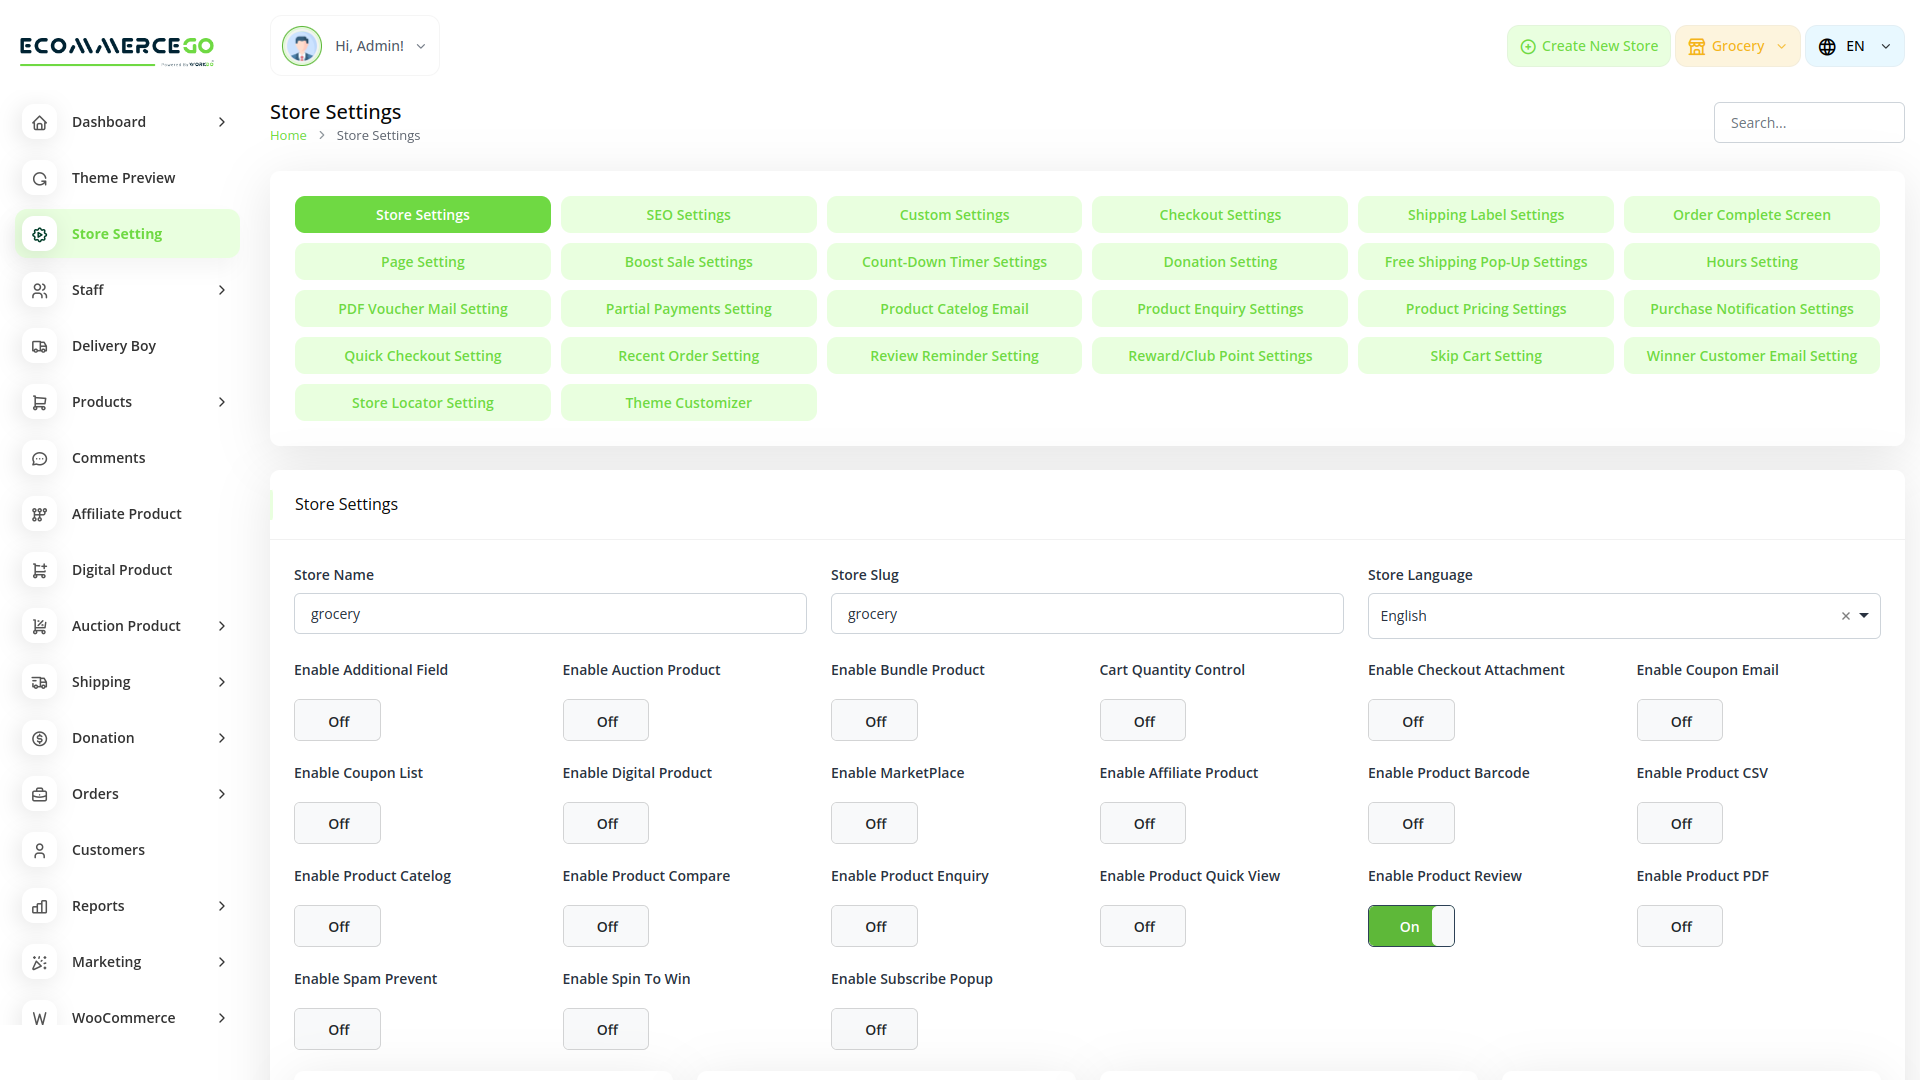 ECOMMERCEGO
Powered By WORKDO
Hi, Admin!
Create New Store
Grocery
EN
Dashboard
Theme Preview
Store Setting
Staff
Delivery Boy
Products
Comments
Affiliate Product
Digital Product
Auction Product
Shipping
Donation
Orders
Customers
Reports
Marketing
WooCommerce
Store Settings
Home > Store Settings
Search...
Store Settings SEO Settings Custom Settings Checkout Settings Shipping Label Settings Order Complete Screen
Page Setting Boost Sale Settings Count-Down Timer Settings Donation Setting Free Shipping Pop-Up Settings Hours Setting
PDF Voucher Mail Setting Partial Payments Setting Product Catelog Email Product Enquiry Settings Product Pricing Settings Purchase Notification Settings
Quick Checkout Setting Recent Order Setting Review Reminder Setting Reward/Club Point Settings Skip Cart Setting Winner Customer Email Setting
Store Locator Setting Theme Customizer
Store Settings
Store Name Store Slug Store Language
grocery grocery English
Enable Additional Field Enable Auction Product Enable Bundle Product Cart Quantity Control Enable Checkout Attachment Enable Coupon Email
Off Off Off Off Off Off
Enable Coupon List Enable Digital Product Enable MarketPlace Enable Affiliate Product Enable Product Barcode Enable Product CSV
Off Off Off Off Off Off
Enable Product Catelog Enable Product Compare Enable Product Enquiry Enable Product Quick View Enable Product Review Enable Product PDF
Off Off Off Off On Off
Enable Spam Prevent Enable Spin To Win Enable Subscribe Popup
Off Off Off